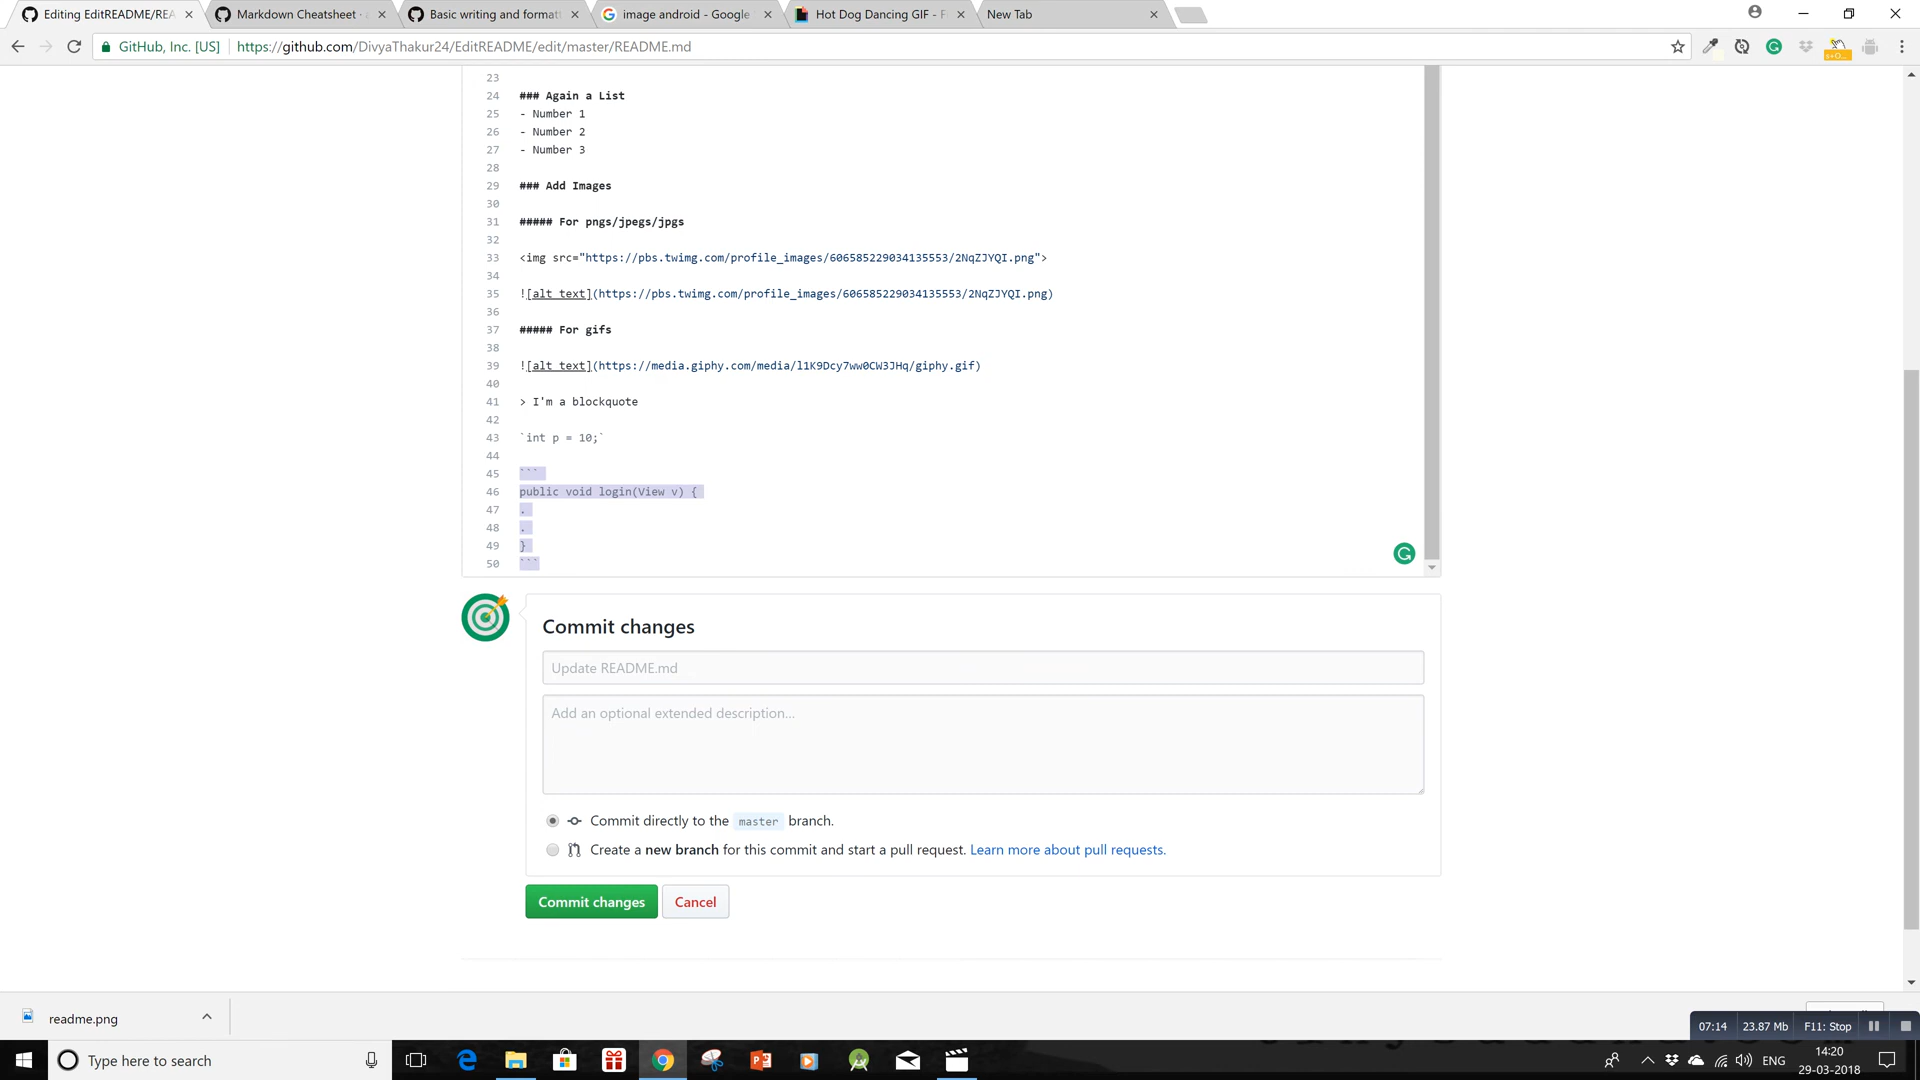 Editing EditREADME/REA
Markdown Cheatsheet ·
Basic writing and formatt
image android - Google
Hot Dog Dancing GIF - F
New Tab
GitHub, Inc. [US]
https://github.com/DivyaThakur24/EditREADME/edit/master/README.md
23
24 ### Again a List
25 - Number 1
26 - Number 2
27 - Number 3
28
29 ### Add Images
30
31 ##### For pngs/jpegs/jpgs
32
33 <img src="https://pbs.twimg.com/profile_images/606585229034135553/2NqZJYQI.png">
34
35 ![alt text](https://pbs.twimg.com/profile_images/606585229034135553/2NqZJYQI.png)
36
37 ##### For gifs
38
39 ![alt text](https://media.giphy.com/media/l1K9Dcy7ww0CW3JHq/giphy.gif)
40
41 > I'm a blockquote
42
43 `int p = 10;`
44
45 ```
46 public void login(View v) {
47 .
48 .
49 }
50 ```
Commit changes
Update README.md
Add an optional extended description...
Commit directly to the master branch.
Create a new branch for this commit and start a pull request. Learn more about pull requests.
Commit changes
Cancel
readme.png
07:14 23.87 Mb F11: Stop
Type here to search
ENG
14:20
29-03-2018